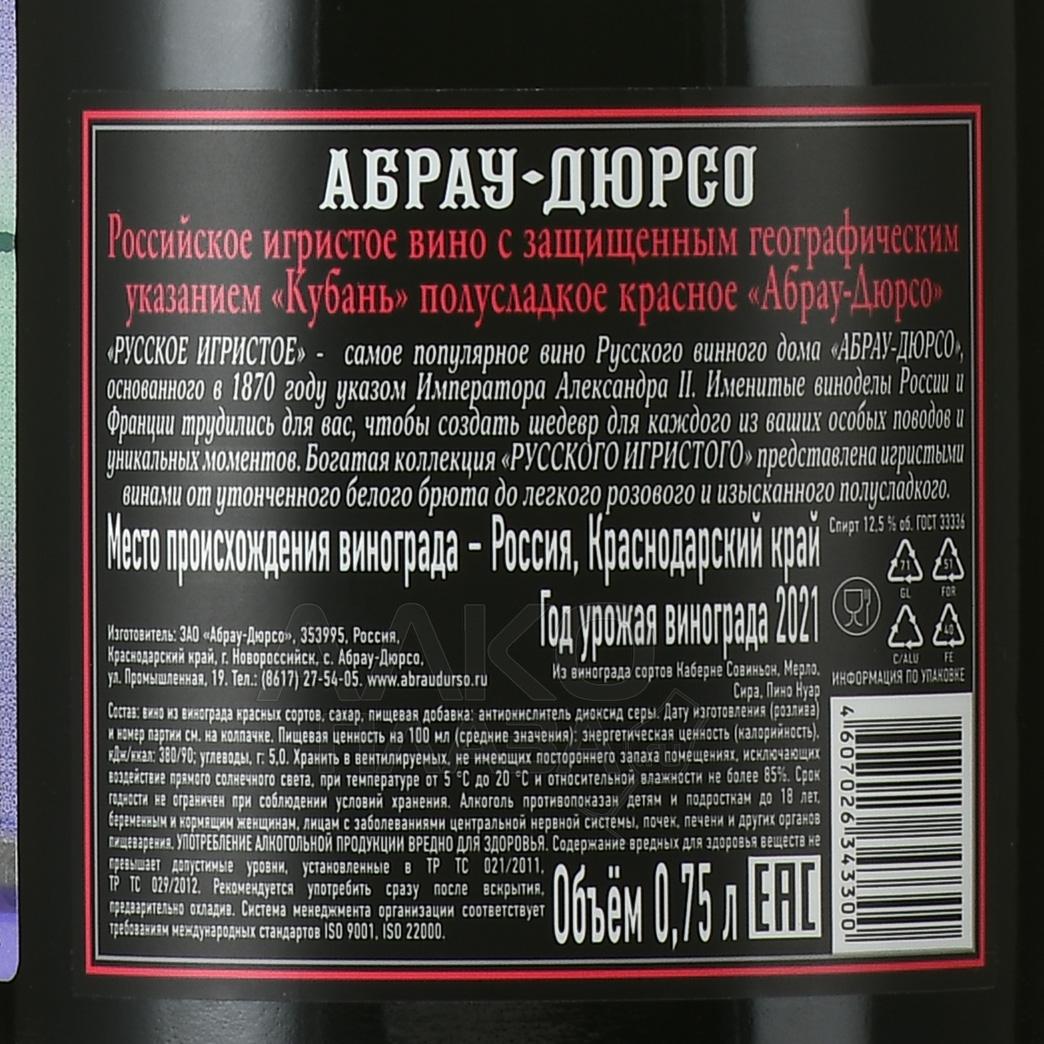 АБРАУ-ДЮРСО
Российское игристое вино с защищенным географическим
указанием «Кубань» полусладкое красное «Абрау-Дюрсо»
«РУССКОЕ ИГРИСТОЕ» - самое популярное вино Русского винного дома «АБРАУ-ДЮРСО»,
основанного в 1870 году указом Императора Александра II. Именитые виноделы России и
Франции трудились для вас, чтобы создать шедевр для каждого из ваших особых поводов и
уникальных моментов. Богатая коллекция «РУССКОГО ИГРИСТОГО» представлена игристыми
винами от утонченного белого брюта до легкого розового и изысканного полусладкого.
Спирт 12,5 % об. ГОСТ 33336
Место происхождения винограда – Россия, Краснодарский край
Год урожая винограда 2021
Из винограда сортов Каберне Совиньон, Мерло,
Сира, Пино Нуар
Изготовитель: ЗАО «Абрау-Дюрсо», 353995, Россия,
Краснодарский край, г. Новороссийск, с. Абрау-Дюрсо,
ул. Промышленная, 19. Тел.: (8617) 27-54-05. www.abraudurso.ru
71
GL
51
FOR
C/ALU
40
FE
ИНФОРМАЦИЯ ПО УПАКОВКЕ
Состав: вино из винограда красных сортов, сахар, пищевая добавка: антиокислитель диоксид серы. Дату изготовления (розлива)
и номер партии см. на колпачке. Пищевая ценность на 100 мл (средние значения): энергетическая ценность (калорийность),
кДж/ккал: 380/90; углеводы, г: 5,0. Хранить в вентилируемых, не имеющих постороннего запаха помещениях, исключающих
воздействие прямого солнечного света, при температуре от 5 °С до 20 °С и относительной влажности не более 85%. Срок
годности не ограничен при соблюдении условий хранения. Алкоголь противопоказан детям и подросткам до 18 лет,
беременным и кормящим женщинам, лицам с заболеваниями центральной нервной системы, почек, печени и других органов
пищеварения. УПОТРЕБЛЕНИЕ АЛКОГОЛЬНОЙ ПРОДУКЦИИ ВРЕДНО ДЛЯ ЗДОРОВЬЯ. Содержание вредных для здоровья веществ не
превышает допустимые уровни, установленные в ТР ТС 021/2011,
ТР ТС 029/2012. Рекомендуется употребить сразу после вскрытия,
предварительно охладив. Система менеджмента организации соответствует
требованиям международных стандартов ISO 9001, ISO 22000.
Объём 0,75 л
EAC
4607026343300